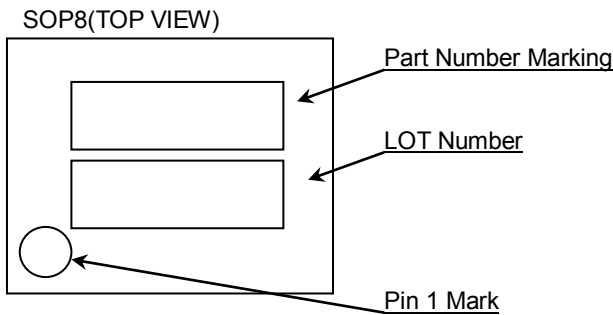 SOP8(TOP VIEW)
Part Number Marking
LOT Number
Pin 1 Mark